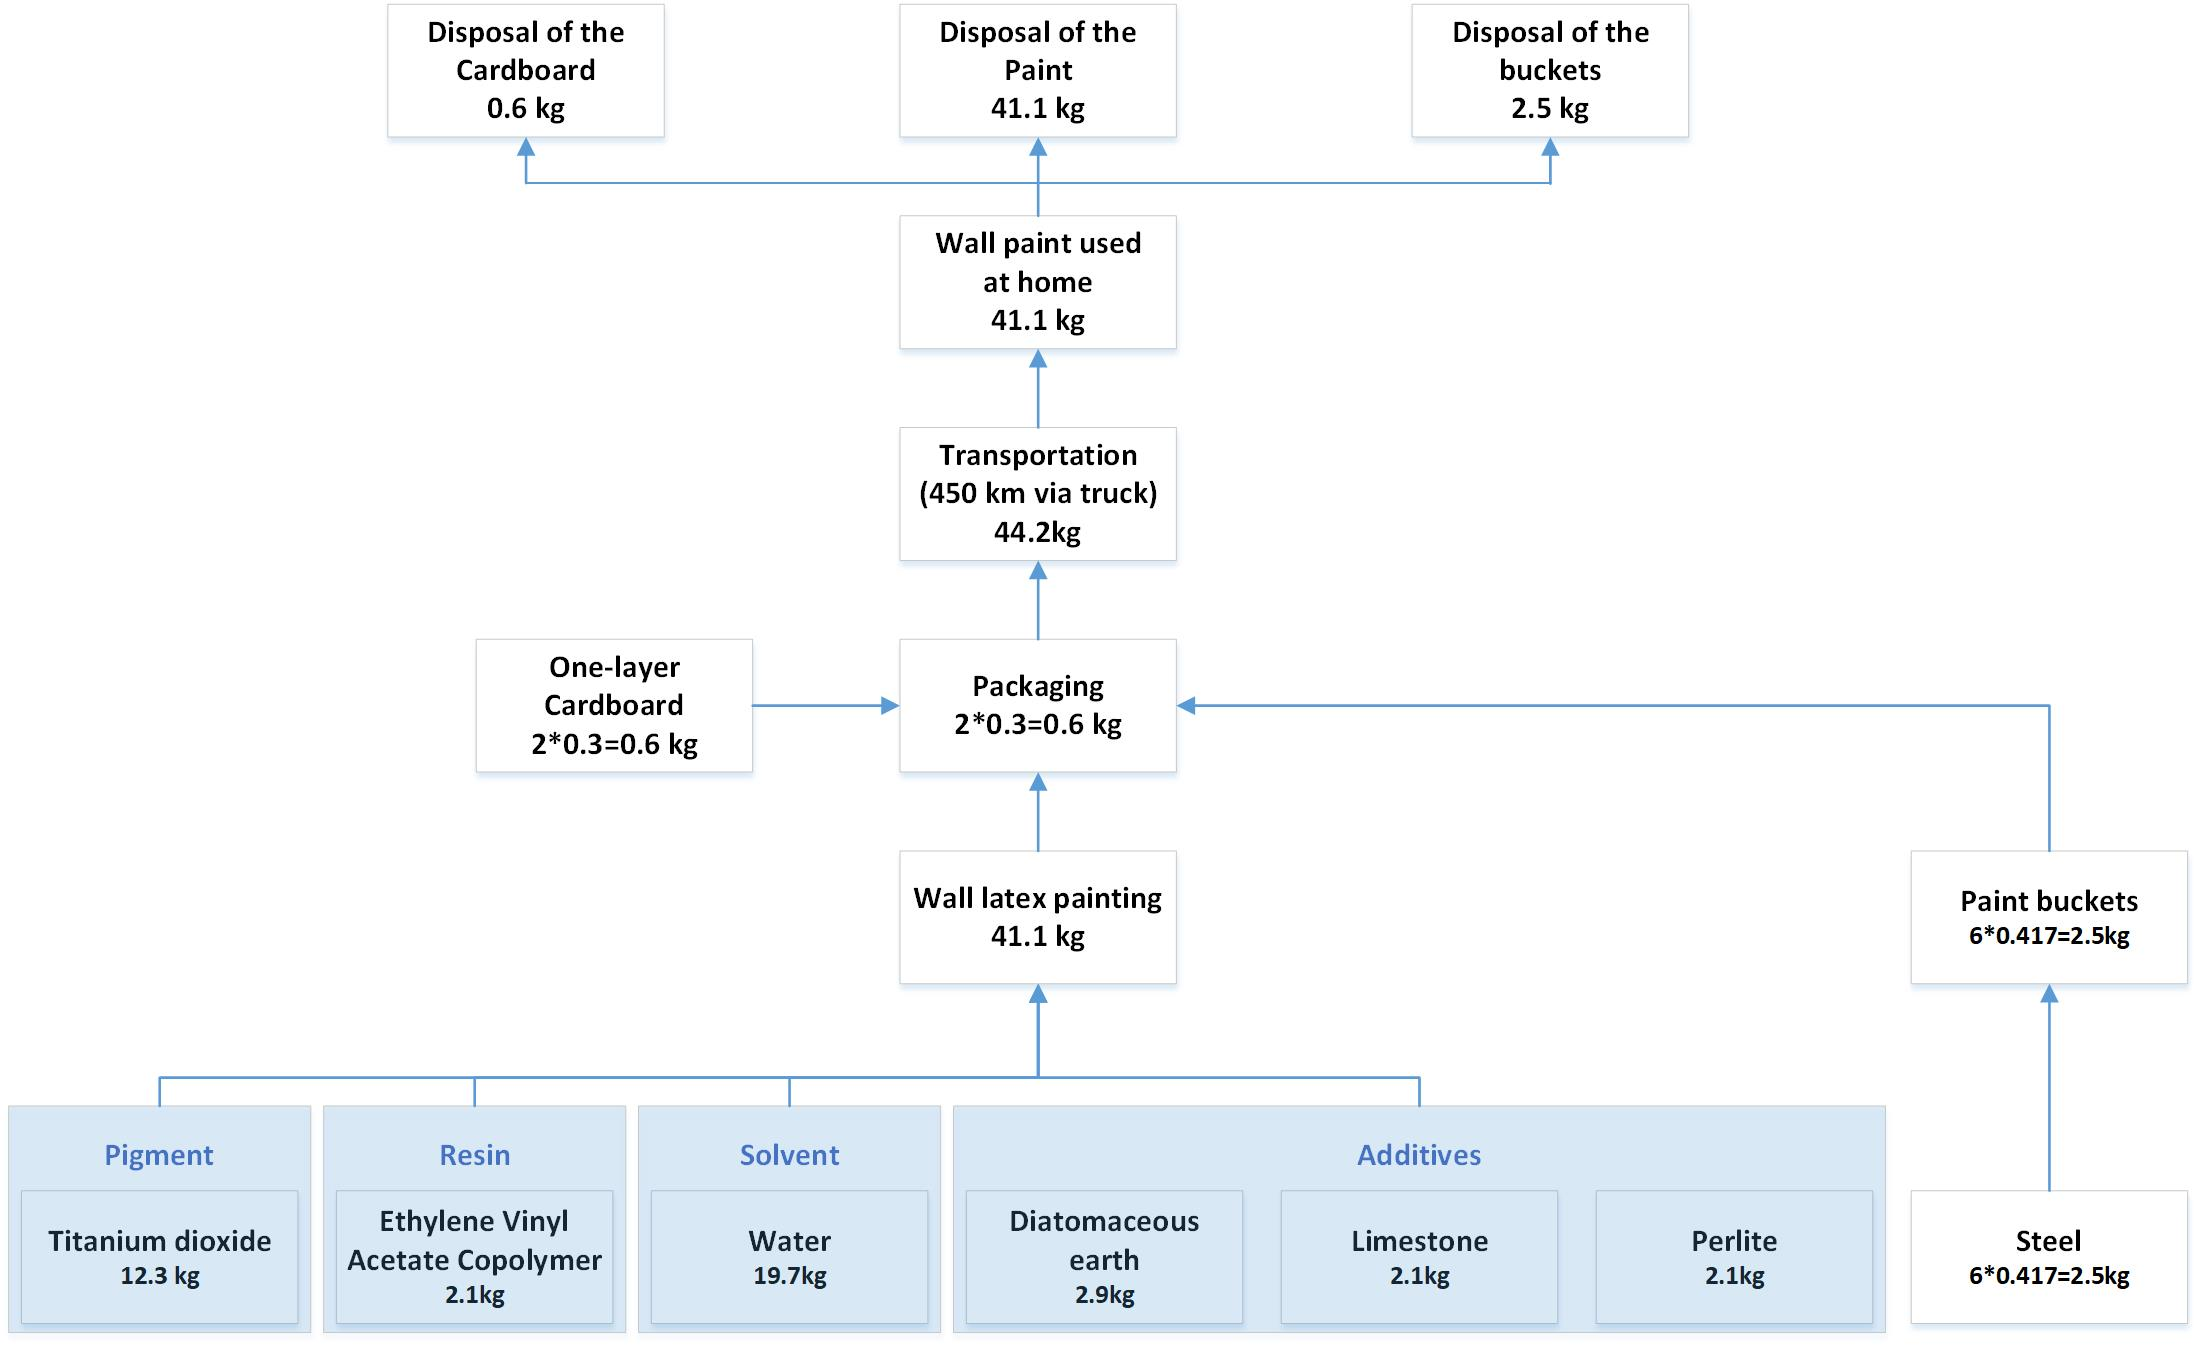 Disposal of the
Cardboard
0.6 kg
Disposal of the
Paint
41.1 kg
Disposal of the
buckets
2.5 kg
Wall paint used
at home
41.1 kg
Transportation
(450 km via truck)
44.2kg
One-layer
Cardboard
2*0.3=0.6 kg
Packaging
2*0.3=0.6 kg
Wall latex painting
41.1 kg
Paint buckets
6*0.417=2.5kg
Pigment
Titanium dioxide
12.3 kg
Resin
Ethylene Vinyl
Acetate Copolymer
2.1kg
Solvent
Water
19.7kg
Additives
Diatomaceous
earth
2.9kg
Limestone
2.1kg
Perlite
2.1kg
Steel
6*0.417=2.5kg